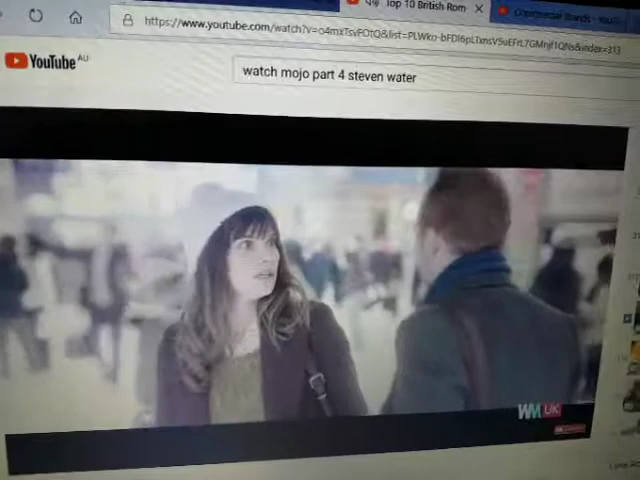 Top 10 British Rom
https://www.youtube.com/watch?v=o4mxTsvFOtQ&list=PLWko-bFDl6pLTxnsVSuEFrL7GMnjf1QNs&index=313
YouTube AU
watch mojo part 4 steven water
WM UK